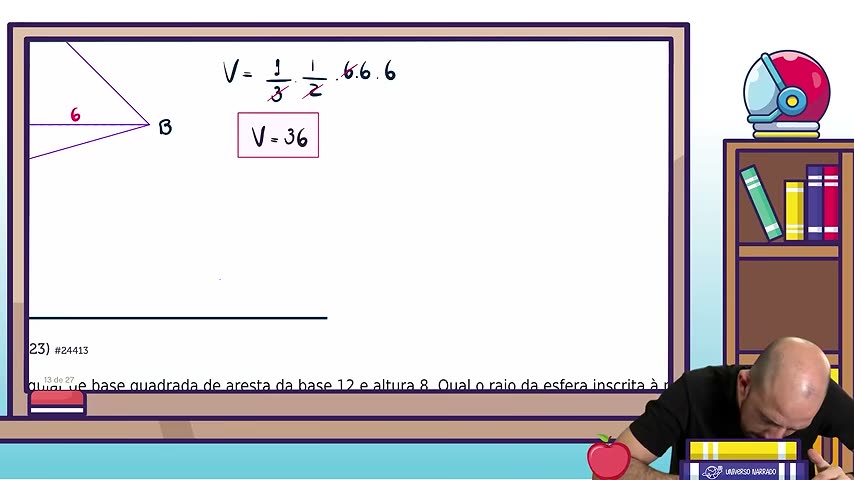 V = 1/3 . 1/2 . 6.6 . 6
6
B
V = 36
23) #24413
13 de 27
de base quadrada de aresta da base 12 e altura 8. Qual o raio da esfera inscrita à
UNIVERSO NARRADO